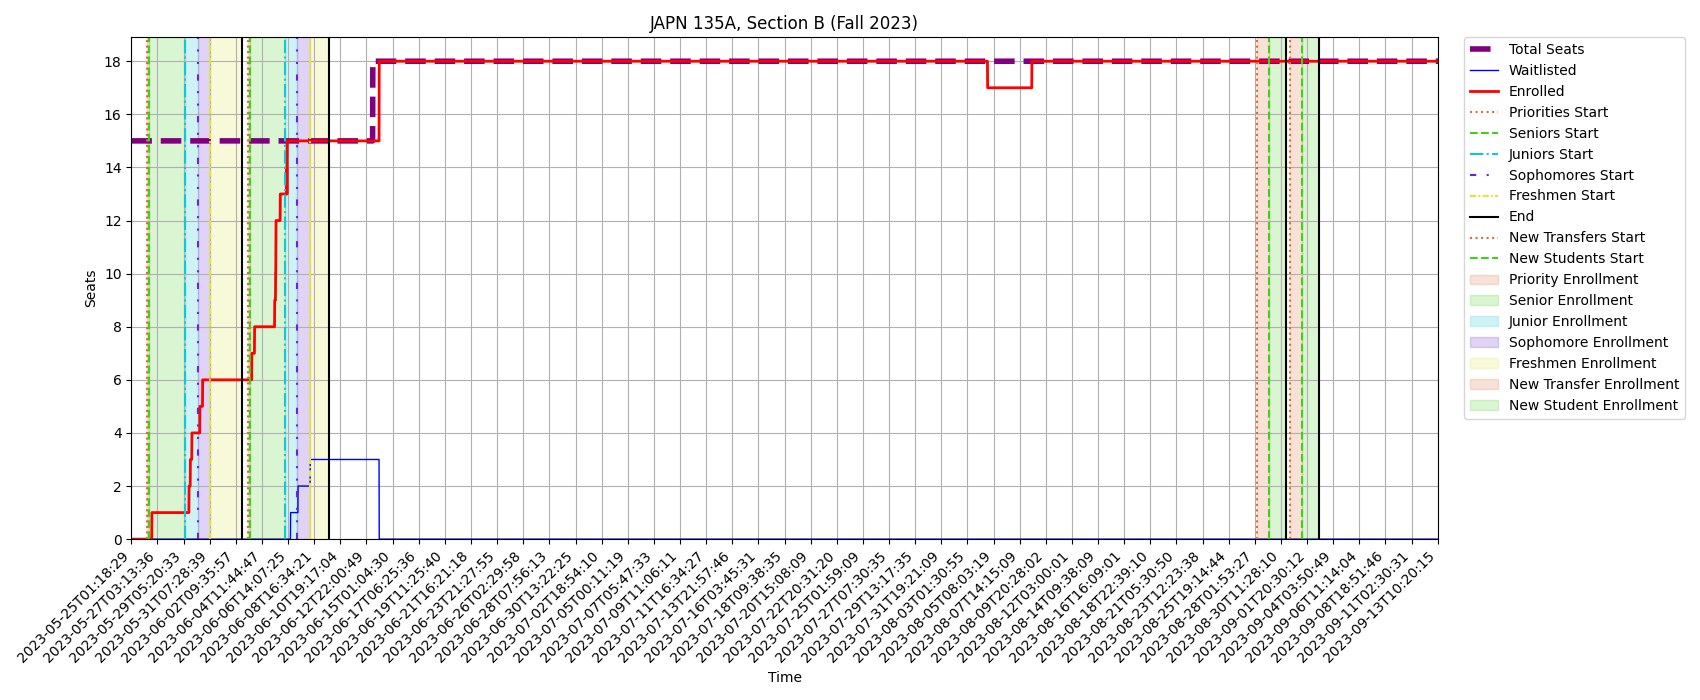 JAPN 135A, Section B (Fall 2023)
Seats
18
16
14
12
10
8
6
4
2
0
2023-05-25T01:18:29
2023-05-27T03:13:36
2023-05-29T05:20:33
2023-05-31T07:28:39
2023-06-02T09:35:57
2023-06-04T11:44:47
2023-06-06T14:07:25
2023-06-08T16:34:21
2023-06-10T19:17:04
2023-06-12T22:00:49
2023-06-15T01:04:30
2023-06-17T06:25:36
2023-06-19T11:25:40
2023-06-21T16:21:18
2023-06-23T21:27:55
2023-06-26T02:29:58
2023-06-28T07:56:13
2023-06-30T13:22:25
2023-07-02T18:54:10
2023-07-05T00:11:19
2023-07-07T05:47:33
2023-07-09T11:06:11
2023-07-11T16:34:27
2023-07-13T21:57:46
2023-07-16T03:45:31
2023-07-18T09:38:35
2023-07-20T15:08:09
2023-07-22T20:31:20
2023-07-25T01:59:09
2023-07-27T07:30:35
2023-07-29T13:17:35
2023-07-31T19:21:09
2023-08-03T01:30:55
2023-08-05T08:03:19
2023-08-07T14:15:09
2023-08-09T20:28:02
2023-08-12T03:00:01
2023-08-14T09:38:09
2023-08-16T16:09:01
2023-08-18T22:39:10
2023-08-21T05:30:50
2023-08-23T12:23:38
2023-08-25T19:14:44
2023-08-28T01:53:27
2023-08-30T11:28:10
2023-09-01T20:30:12
2023-09-04T03:50:49
2023-09-06T11:14:04
2023-09-08T18:51:46
2023-09-11T02:30:31
2023-09-13T10:20:15
Time
Total Seats
Waitlisted
Enrolled
Priorities Start
Seniors Start
Juniors Start
Sophomores Start
Freshmen Start
End
New Transfers Start
New Students Start
Priority Enrollment
Senior Enrollment
Junior Enrollment
Sophomore Enrollment
Freshmen Enrollment
New Transfer Enrollment
New Student Enrollment